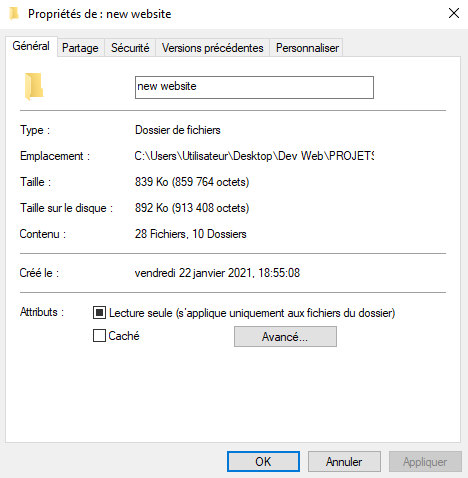 Propriétés de : new website
Général Partage Sécurité Versions précédentes Personnaliser
new website
Type : Dossier de fichiers
Emplacement : C:\Users\Utilisateur\Desktop\Dev Web\PROJETS
Taille : 839 Ko (859 764 octets)
Taille sur le disque : 892 Ko (913 408 octets)
Contenu : 28 Fichiers, 10 Dossiers
Créé le : vendredi 22 janvier 2021, 18:55:08
Attributs : Lecture seule (s'applique uniquement aux fichiers du dossier)
Caché Avancé...
OK Annuler Appliquer